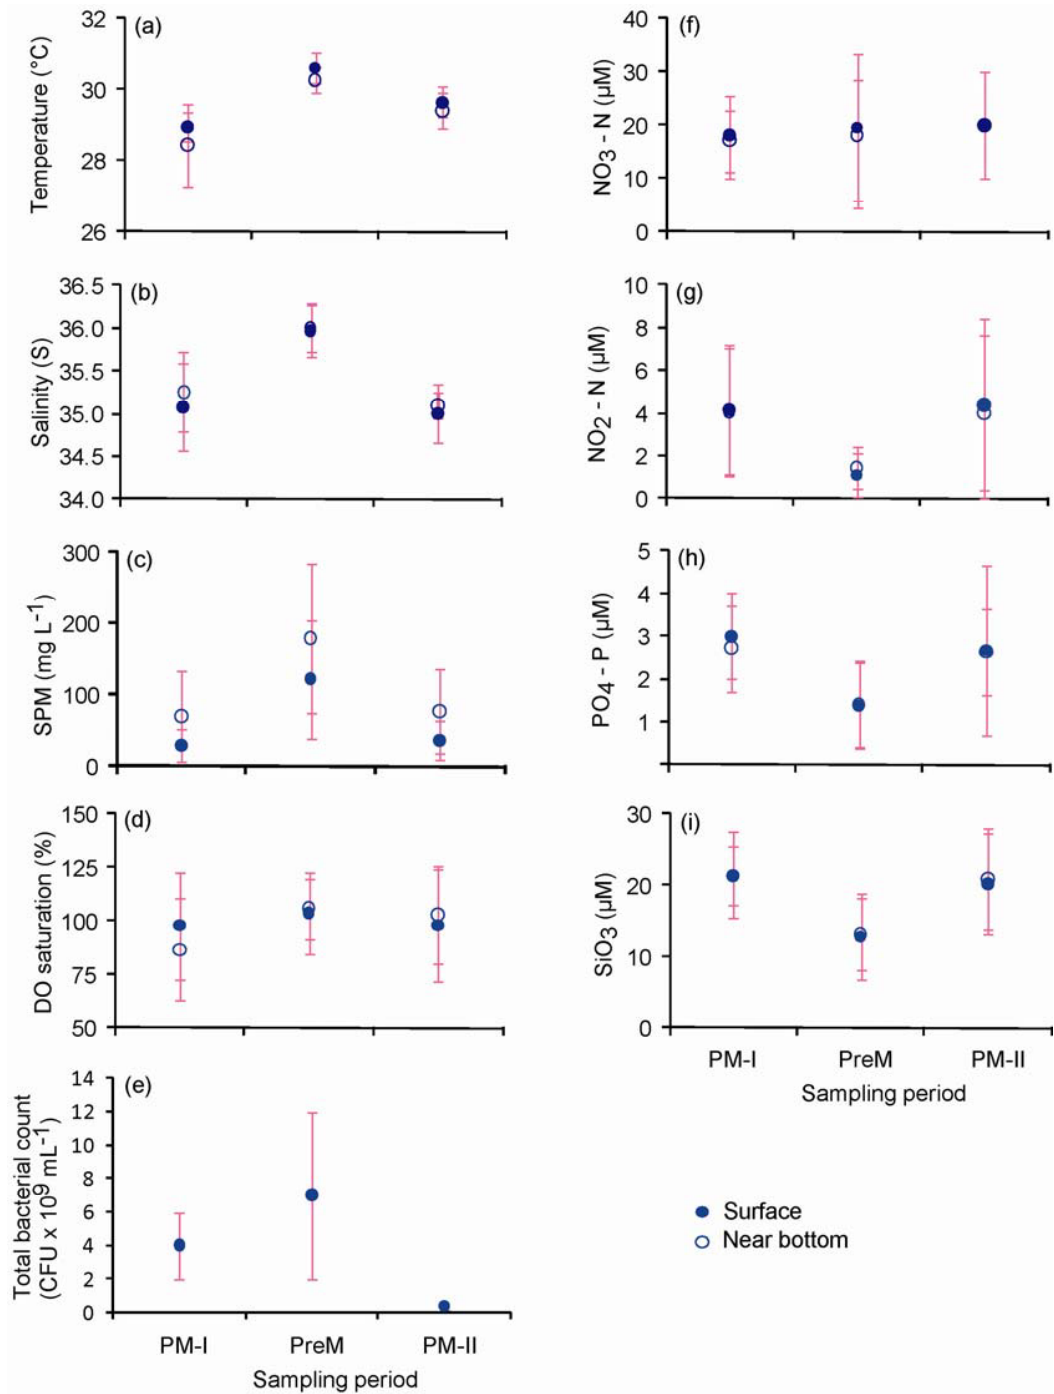 (a)
Temperature (°C)
32
30
28
26
(b)
Salinity (S)
36.5
36.0
35.5
35.0
34.5
34.0
(c)
SPM (mg L⁻¹)
300
200
100
0
(d)
DO saturation (%)
150
125
100
75
50
(e)
Total bacterial count
(CFU x 10⁹ mL⁻¹)
14
12
10
8
6
4
2
0
PM-I PreM PM-II
Sampling period
(f)
NO₃ - N (µM)
40
30
20
10
0
(g)
NO₂ - N (µM)
10
8
6
4
2
0
(h)
PO₄ - P (µM)
5
4
3
2
1
(i)
SiO₃ (µM)
30
20
10
0
PM-I PreM PM-II
Sampling period
Surface
Near bottom